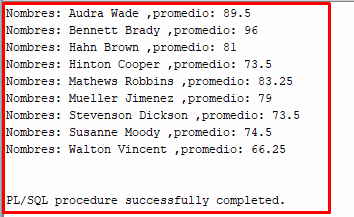 Nombres: Audra Wade ,promedio: 89.5
Nombres: Bennett Brady ,promedio: 96
Nombres: Hahn Brown ,promedio: 81
Nombres: Hinton Cooper ,promedio: 73.5
Nombres: Mathews Robbins ,promedio: 83.25
Nombres: Mueller Jimenez ,promedio: 79
Nombres: Stevenson Dickson ,promedio: 73.5
Nombres: Susanne Moody ,promedio: 74.5
Nombres: Walton Vincent ,promedio: 66.25
PL/SQL procedure successfully completed.